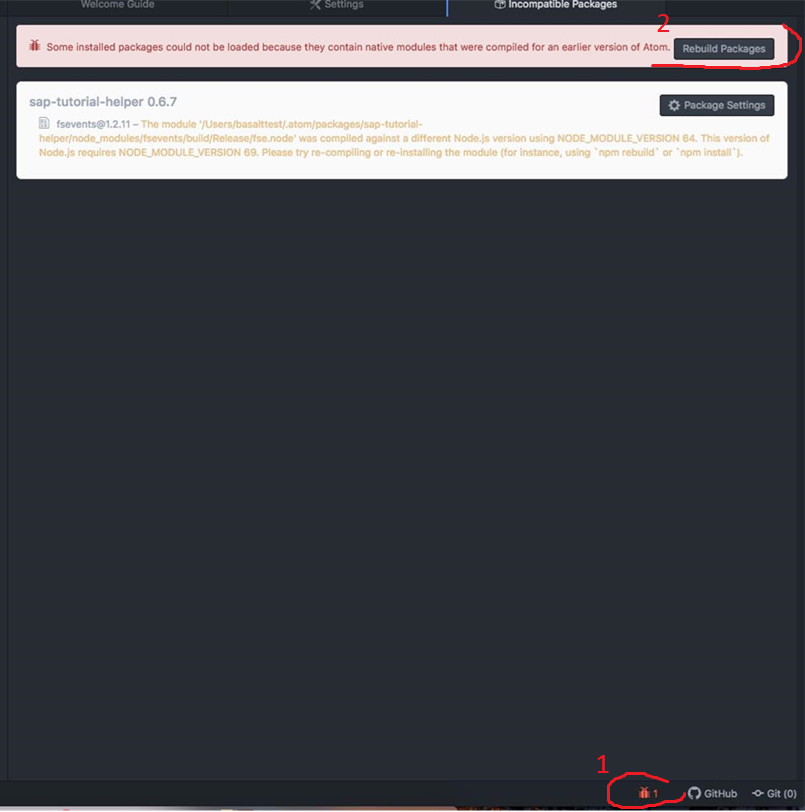 Welcome Guide
Settings
Incompatible Packages
2
Some installed packages could not be loaded because they contain native modules that were compiled for an earlier version of Atom.
Rebuild Packages
sap-tutorial-helper 0.6.7
Package Settings
fsevents@1.2.11 – The module '/Users/basalttest/.atom/packages/sap-tutorial-
helper/node_modules/fsevents/build/Release/fse.node' was compiled against a different Node.js version using NODE_MODULE_VERSION 64. This version of
Node.js requires NODE_MODULE_VERSION 69. Please try re-compiling or re-installing the module (for instance, using `npm rebuild` or `npm install`).
1
1
GitHub
Git (0)